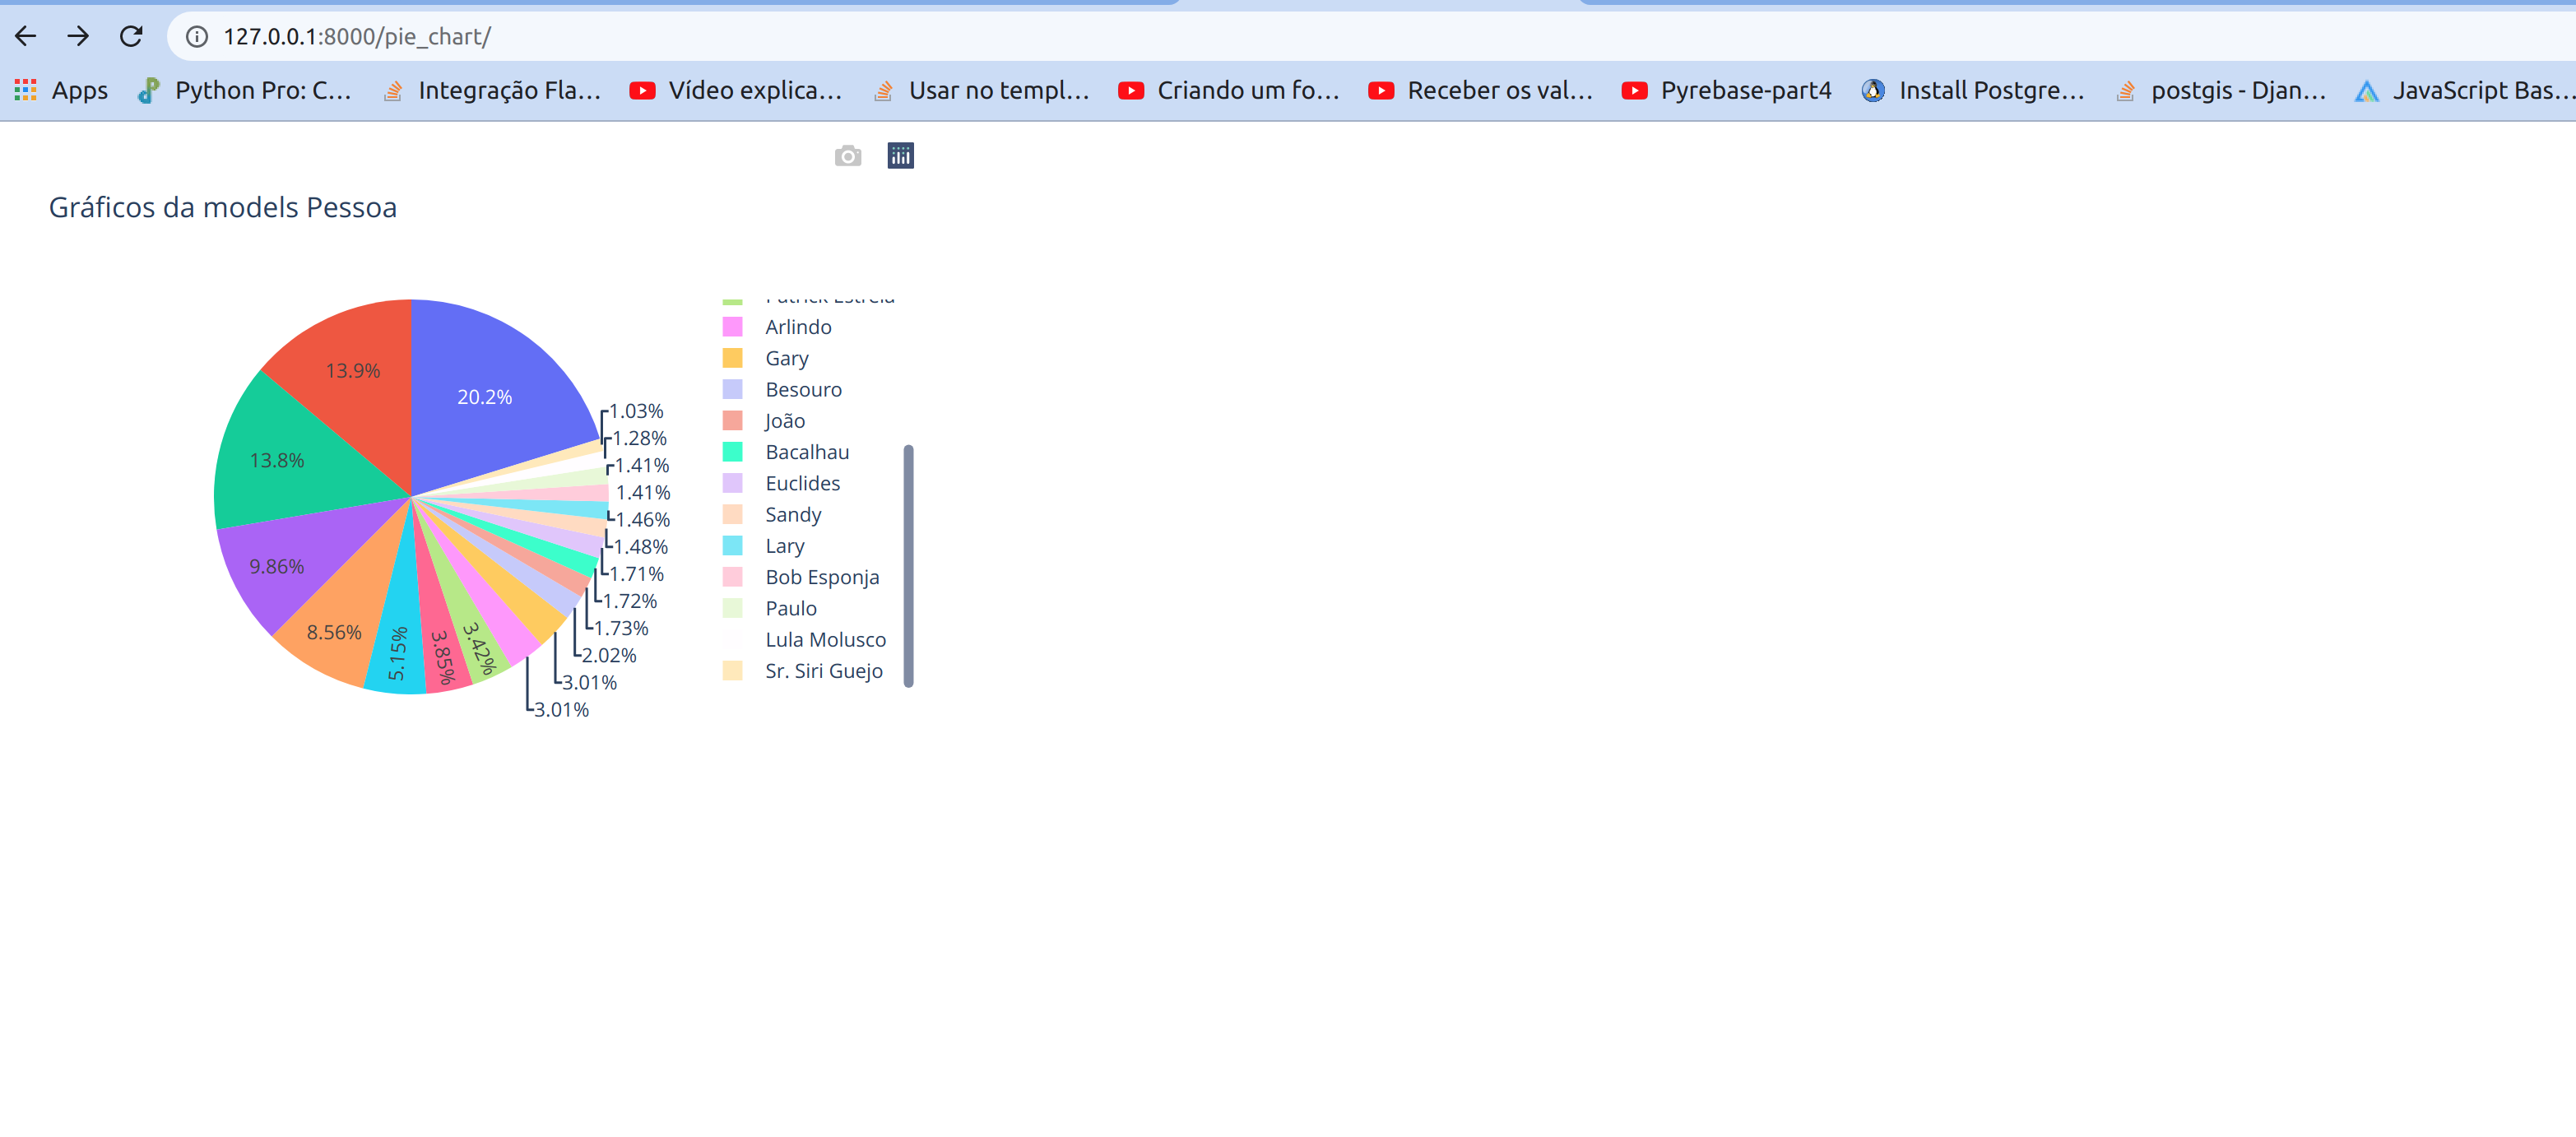 127.0.0.1:8000/pie_chart/
Apps Python Pro: C... Integração Fla... Vídeo explica... Usar no templ... Criando um fo... Receber os val... Pyrebase-part4 Install Postgre... postgis - Djan... JavaScript Bas...
Gráficos da models Pessoa
20.2%
13.9%
13.8%
9.86%
8.56%
5.15%
3.85%
3.42%
3.01%
3.01%
2.02%
1.73%
1.72%
1.71%
1.48%
1.46%
1.41%
1.41%
1.28%
1.03%
Arlindo
Gary
Besouro
João
Bacalhau
Euclides
Sandy
Lary
Bob Esponja
Paulo
Lula Molusco
Sr. Siri Guejo